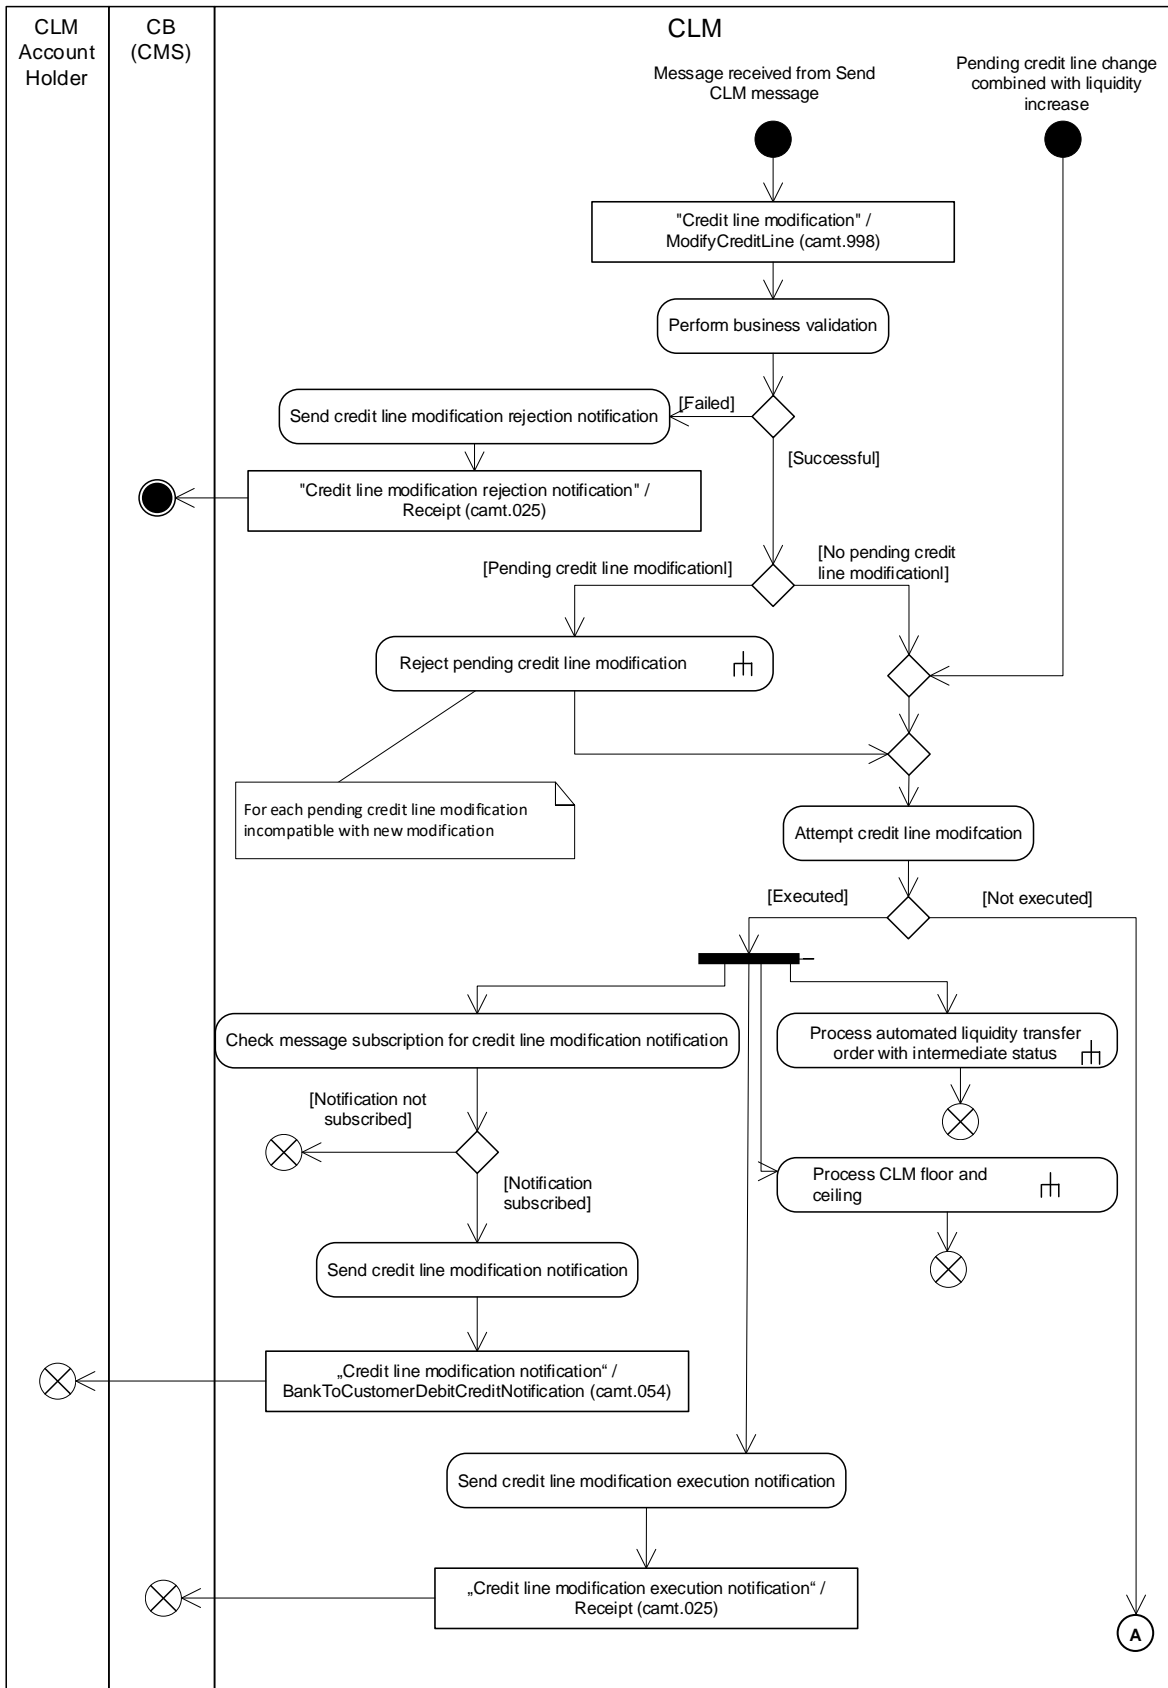 CLM
Account
Holder
CB
(CMS)
CLM
Message received from Send
CLM message
Pending credit line change
combined with liquidity
increase
"Credit line modification" /
ModifyCreditLine (camt.998)
Perform business validation
[Failed]
Send credit line modification rejection notification
[Successful]
"Credit line modification rejection notification" /
Receipt (camt.025)
[Pending credit line modificationl]
[No pending credit
line modificationl]
Reject pending credit line modification
For each pending credit line modification
incompatible with new modification
Attempt credit line modifcation
[Executed]
[Not executed]
Check message subscription for credit line modification notification
Process automated liquidity transfer
order with intermediate status
[Notification not
subscribed]
[Notification
subscribed]
Process CLM floor and
ceiling
Send credit line modification notification
„Credit line modification notification“ /
BankToCustomerDebitCreditNotification (camt.054)
Send credit line modification execution notification
„Credit line modification execution notification“ /
Receipt (camt.025)
A